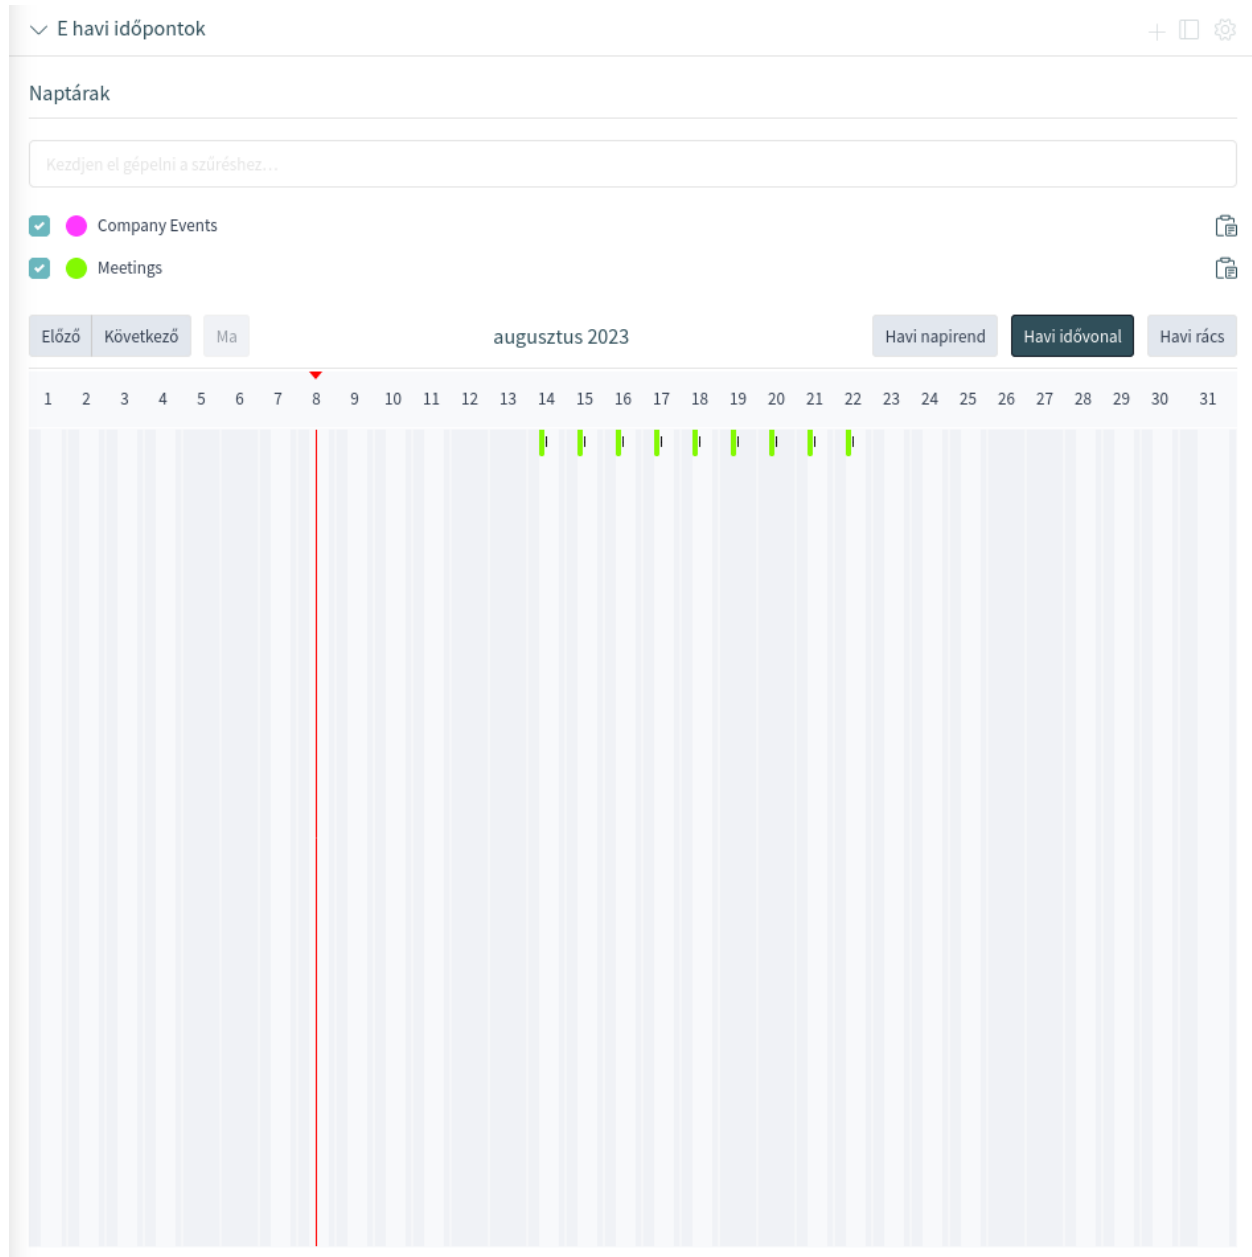 E havi időpontok
Naptárak
Kezdjen el gépelni a szűréshez…
Company Events
Meetings
Előző Következő Ma augusztus 2023 Havi napirend Havi idővonal Havi rács
1 2 3 4 5 6 7 8 9 10 11 12 13 14 15 16 17 18 19 20 21 22 23 24 25 26 27 28 29 30 31